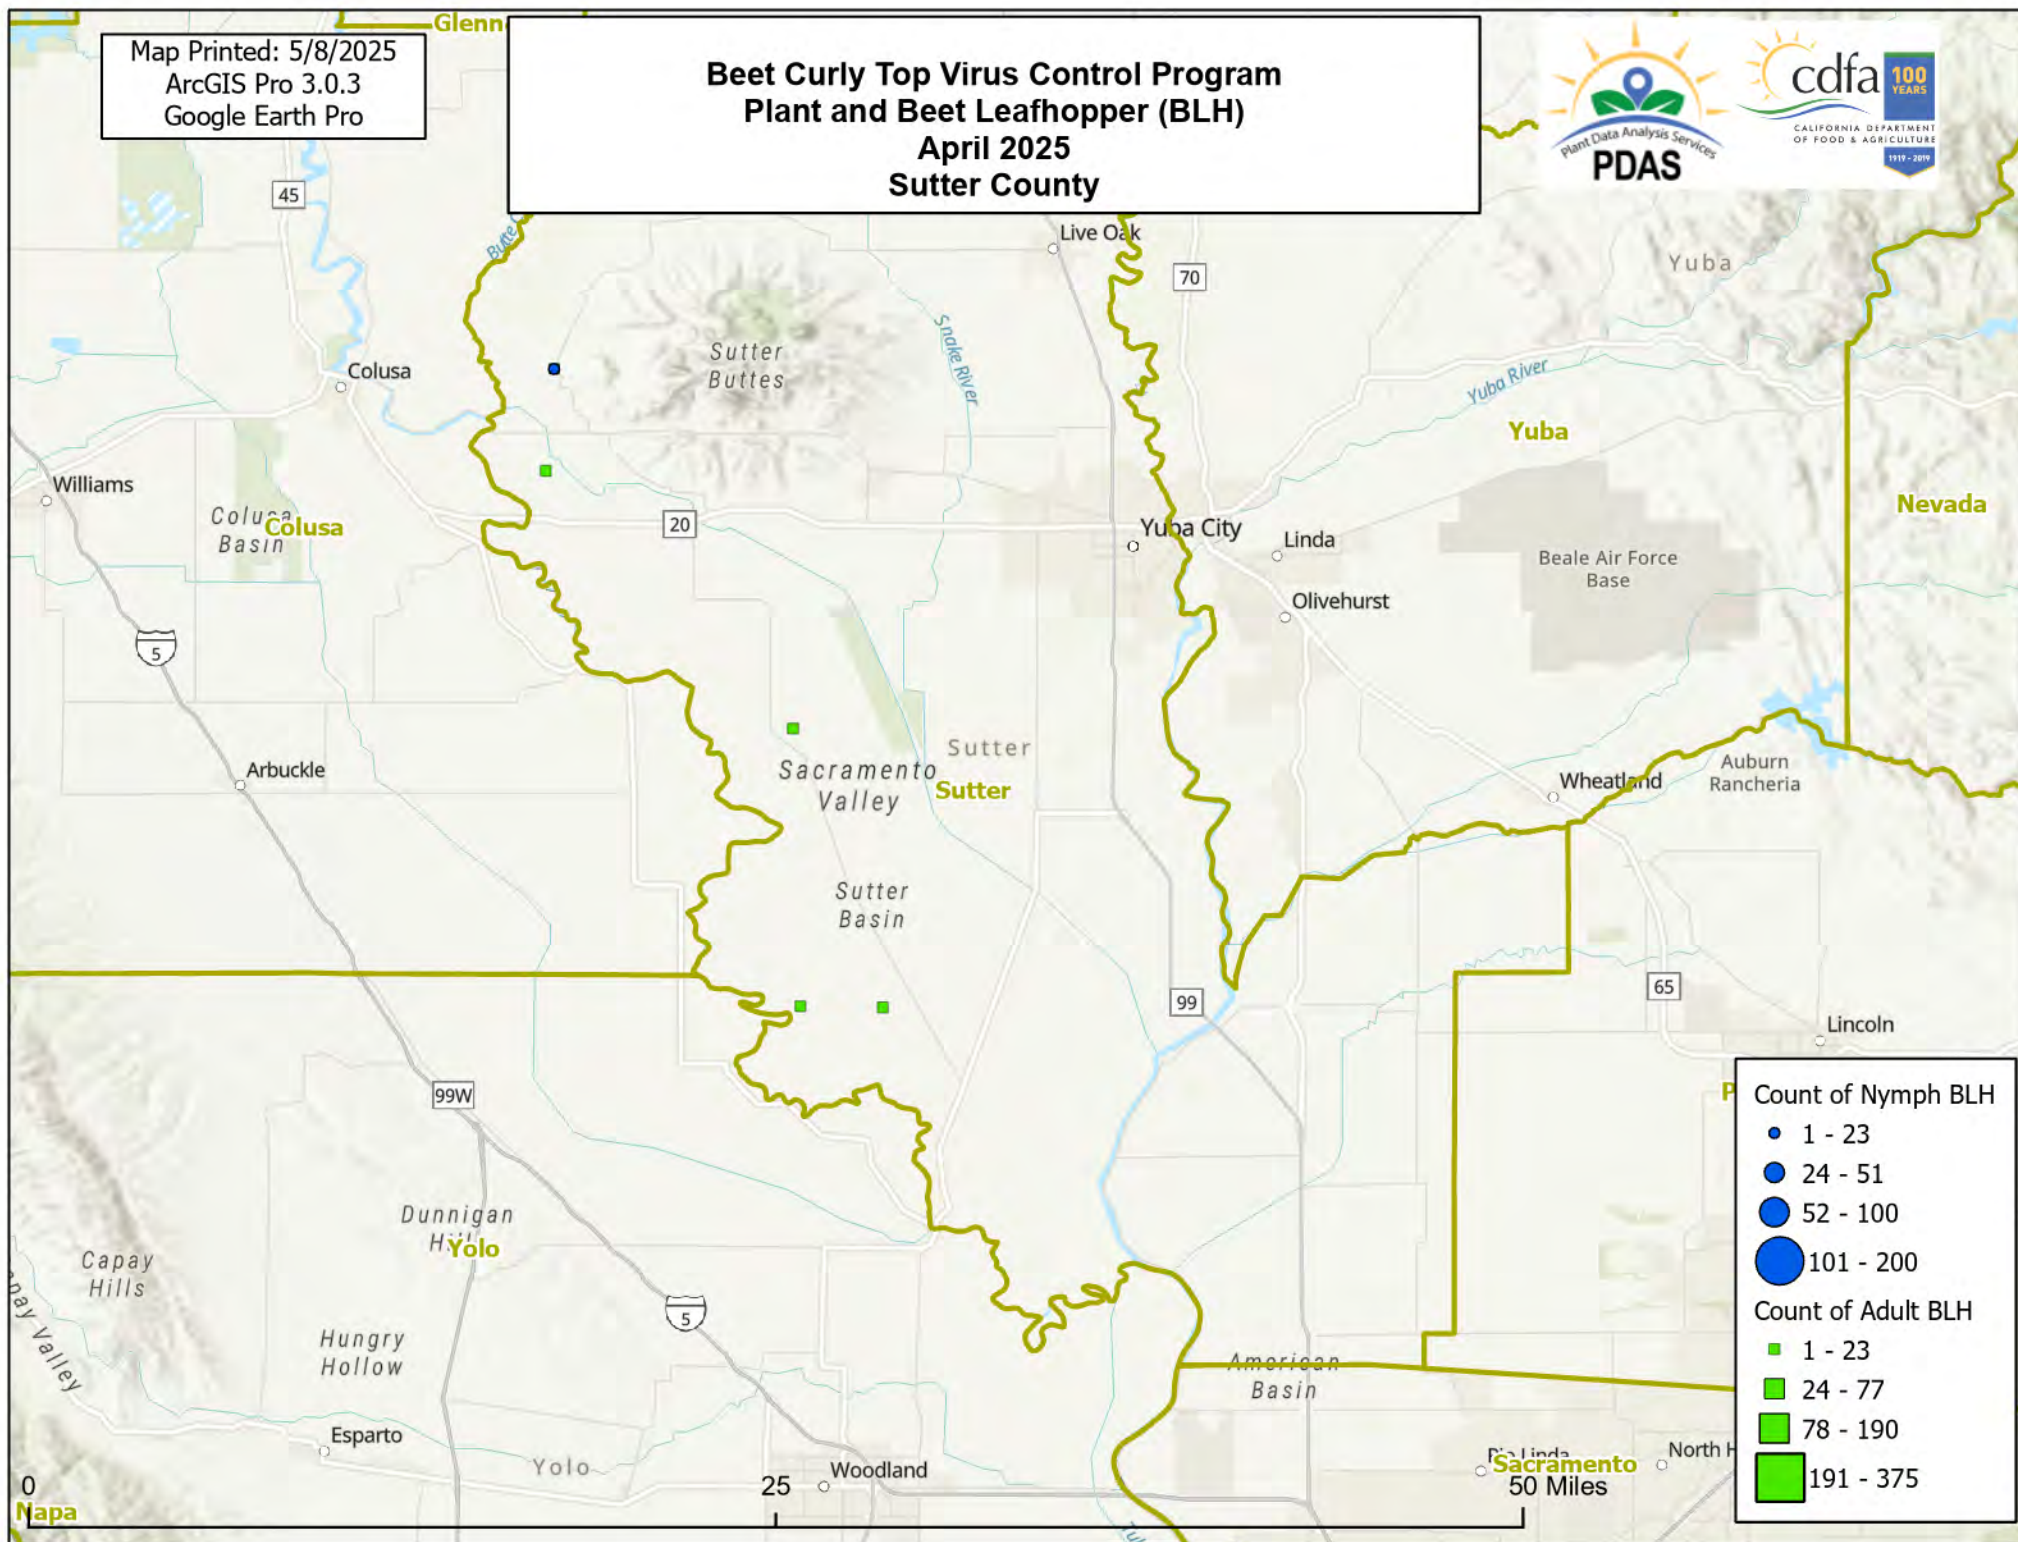 Glenn
Map Printed: 5/8/2025
ArcGIS Pro 3.0.3
Google Earth Pro
Beet Curly Top Virus Control Program
Plant and Beet Leafhopper (BLH)
April 2025
Sutter County
Plant Data Analysis Services
PDAS
cdfa
100
YEARS
CALIFORNIA DEPARTMENT
OF FOOD & AGRICULTURE
1919 - 2019
45
Butte
Live Oak
70
Yuba
Snake River
Sutter
Buttes
Colusa
Yuba River
Yuba
Williams
Colusa
Basin
Colusa
20
Yuba City
Linda
Nevada
Beale Air Force
Base
Olivehurst
5
Sutter
Sacramento
Valley
Sutter
Arbuckle
Wheatland
Auburn
Rancheria
Sutter
Basin
99
65
Lincoln
99W
P
Count of Nymph BLH
1 - 23
24 - 51
52 - 100
101 - 200
Count of Adult BLH
1 - 23
24 - 77
78 - 190
191 - 375
Dunnigan
Hills
Yolo
Capay
Hills
Valley
Hungry
Hollow
5
American
Basin
Esparto
Yolo
Woodland
Rio Linda
Sacramento
North H
0
25
50 Miles
Napa